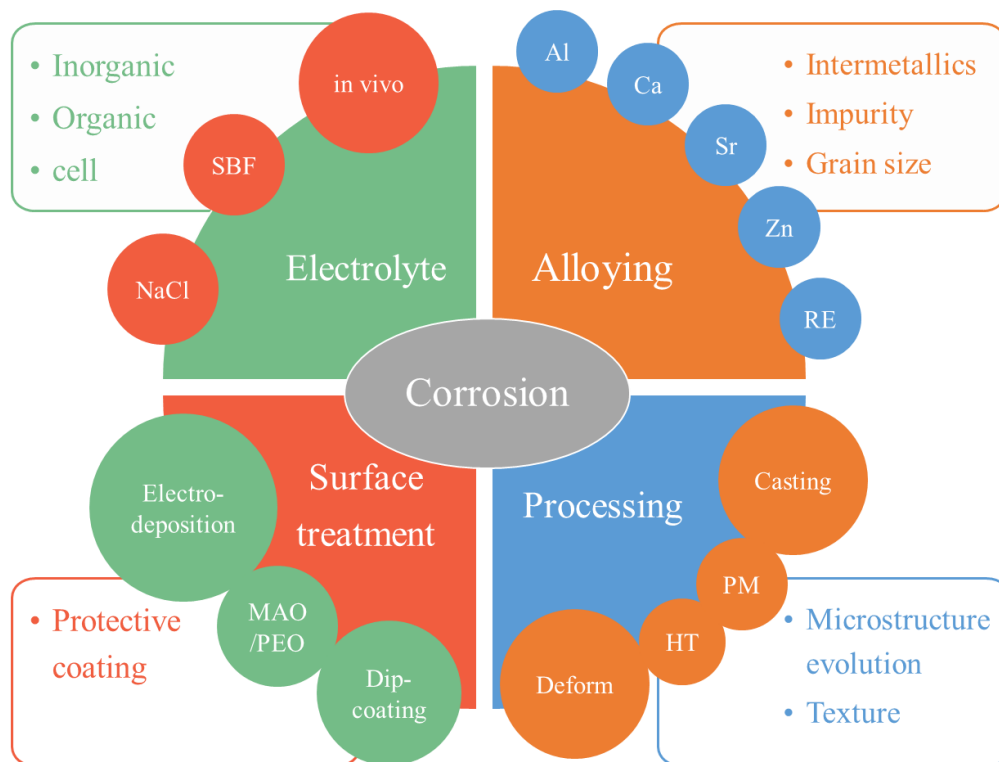 • Inorganic
• Organic
• cell
in vivo
SBF
NaCl
Electrolyte
Al
Ca
Sr
Zn
RE
Alloying
• Intermetallics
• Impurity
• Grain size
Corrosion
Electro-
deposition
MAO
/PEO
Dip-
coating
Surface
treatment
• Protective
coating
Processing
Casting
PM
HT
Deform
• Microstructure
evolution
• Texture